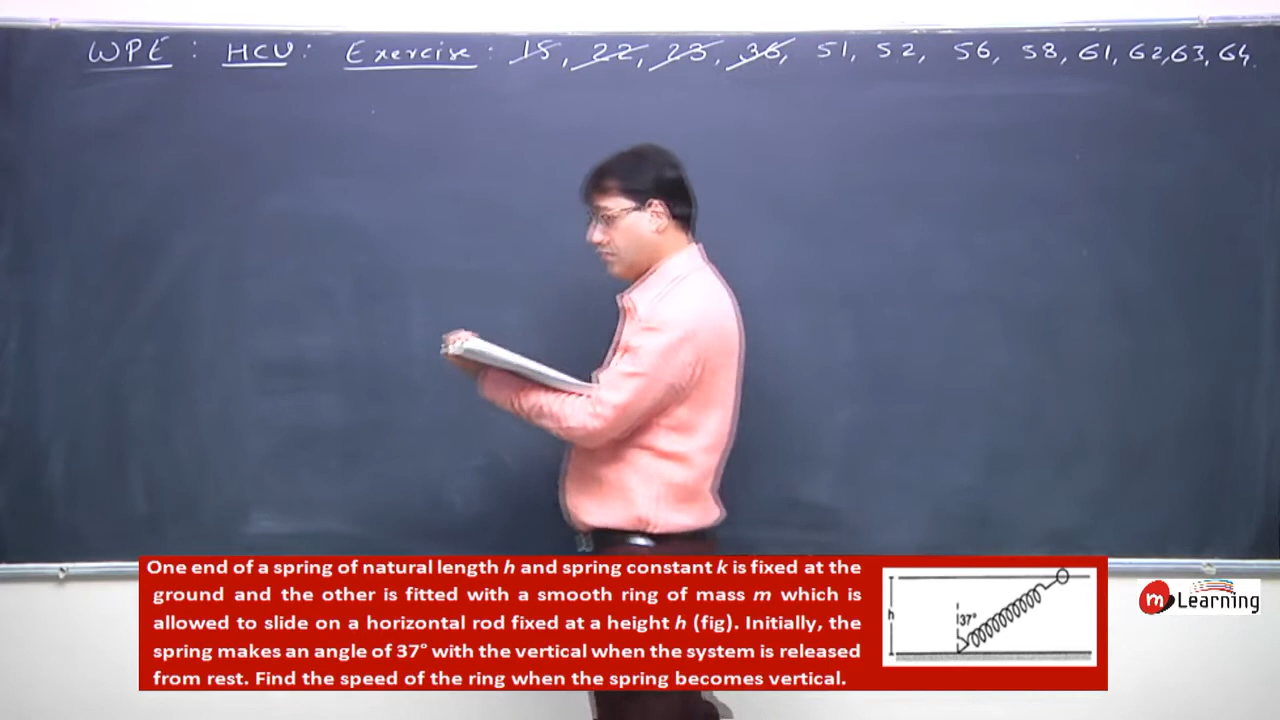 WPE : HCU : Exercise : 15, 22, 23, 36, 51, 52, 56, 58, 61, 62, 63, 64.
One end of a spring of natural length h and spring constant k is fixed at the
ground and the other is fitted with a smooth ring of mass m which is
allowed to slide on a horizontal rod fixed at a height h (fig). Initially, the
spring makes an angle of 37° with the vertical when the system is released
from rest. Find the speed of the ring when the spring becomes vertical.
h
37°
m Learning